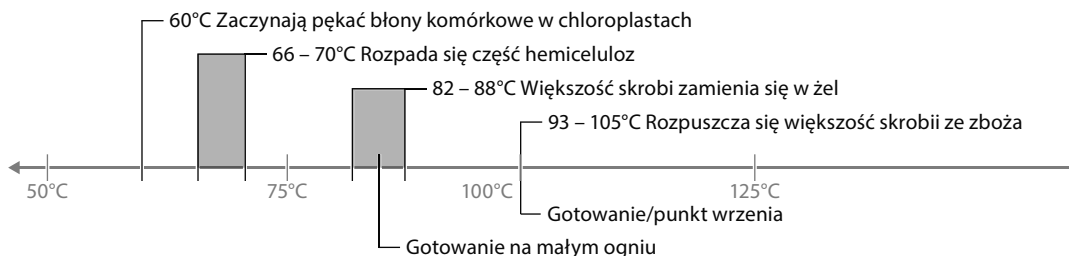 60°C Zaczynają pękać błony komórkowe w chloroplastach
66 – 70°C Rozpada się część hemiceluloz
82 – 88°C Większość skrobi zamienia się w żel
93 – 105°C Rozpuszcza się większość skrobii ze zboża
50°C 75°C 100°C 125°C
Gotowanie/punkt wrzenia
Gotowanie na małym ogniu